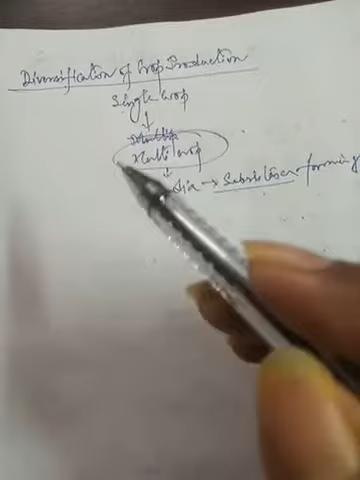 Diversification of Crop Production
Single Crop
↓
Multi Crop
↓
→ Subsistence farming